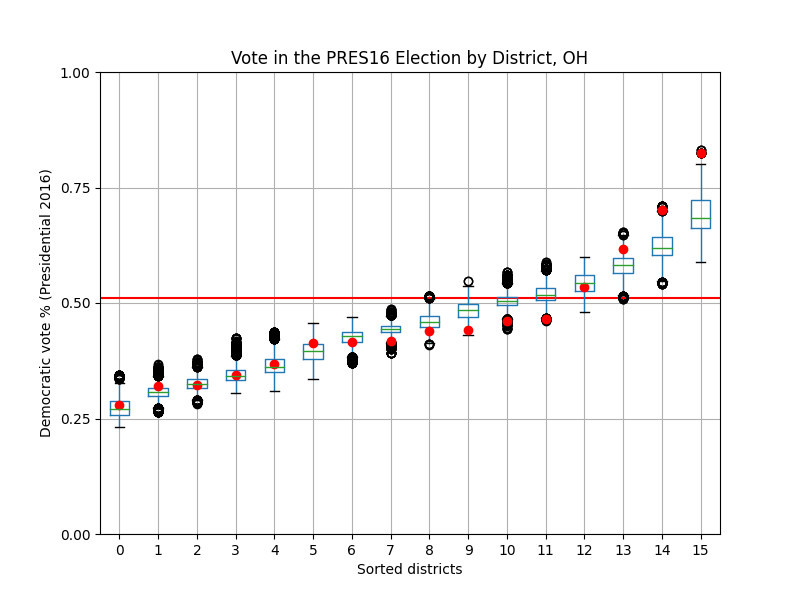 Vote in the PRES16 Election by District, OH
1.00
0.75
0.50
0.25
0.00
Democratic vote % (Presidential 2016)
0 1 2 3 4 5 6 7 8 9 10 11 12 13 14 15
Sorted districts